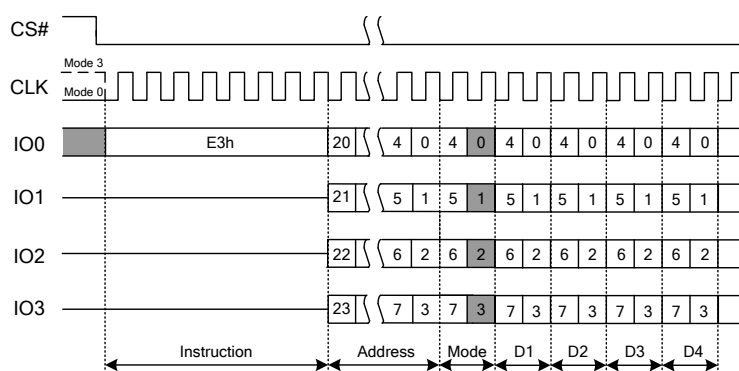 CS#
Mode 3
CLK
Mode 0
IO0 E3h 20 4 0 4 0 4 0 4 0 4 0 4 0
IO1 21 5 1 5 1 5 1 5 1 5 1 5 1
IO2 22 6 2 6 2 6 2 6 2 6 2 6 2
IO3 23 7 3 7 3 7 3 7 3 7 3 7 3
Instruction Address Mode D1 D2 D3 D4